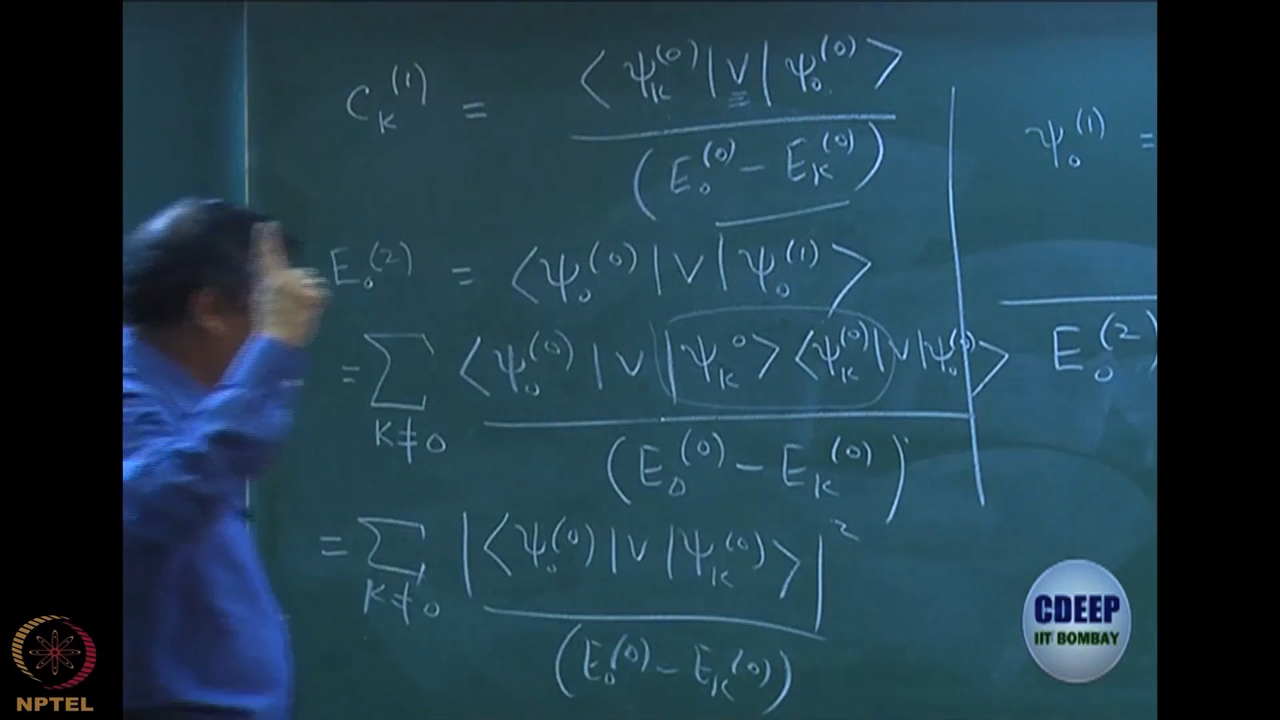 C_K^(1) = <ψ_K^(0)|V|ψ_0^(0)> / (E_0^(0) − E_K^(0))
ψ_0^(1) =
E_0^(2) = <ψ_0^(0)|V|ψ_0^(1)>
= Σ_{K≠0} <ψ_0^(0)|V|ψ_K^0> <ψ_K^(0)|V|ψ_0^(0)> / (E_0^(0) − E_K^(0))
E_0^(2)
= Σ_{K≠0} |<ψ_0^(0)|V|ψ_K^(0)>|^2 / (E_0^(0) − E_K^(0))
CDEEP
IIT BOMBAY
NPTEL